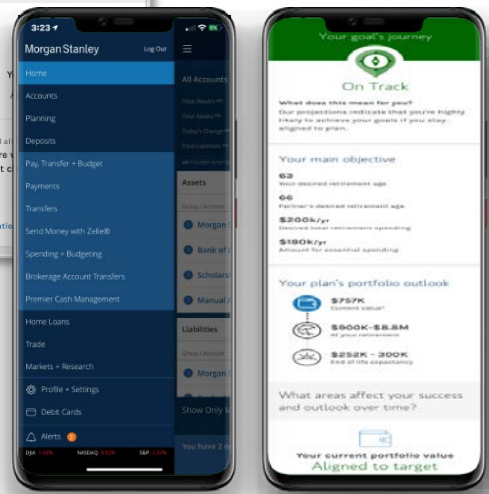 3:23
Morgan Stanley
Log Out
Home
Accounts
Planning
Deposits
Pay, Transfer + Budget
Payments
Transfers
Send Money with Zelle®
Spending + Budgeting
Brokerage Account Transfers
Premier Cash Management
Home Loans
Trade
Markets + Research
Profile + Settings
Debit Cards
Alerts 2
DJIA
NASDAQ
S&P
All Accounts
Total Wealth
Total Assets
Today's Change
Total Liabilities
Assets
Group / Account
Morgan
Bank of
Scholars
Manual
Liabilities
Group / Account
Morgan
Show Only M
You have 2
Your goal's journey
On Track
What does this mean for you?
Our projections indicate that you're highly
likely to achieve your goals if you stay
aligned to plan.
Your main objective
63
Your desired retirement age
66
Partner's desired retirement age
$200k/yr
Desired total retirement spending
$180k/yr
Amount for essential spending
Your plan's portfolio outlook
$757K
Current value*
$900K-$8.8M
At your retirement
$252K - 300K
End of life expectancy
What areas affect your success
and outlook over time?
Your current portfolio value
Aligned to target